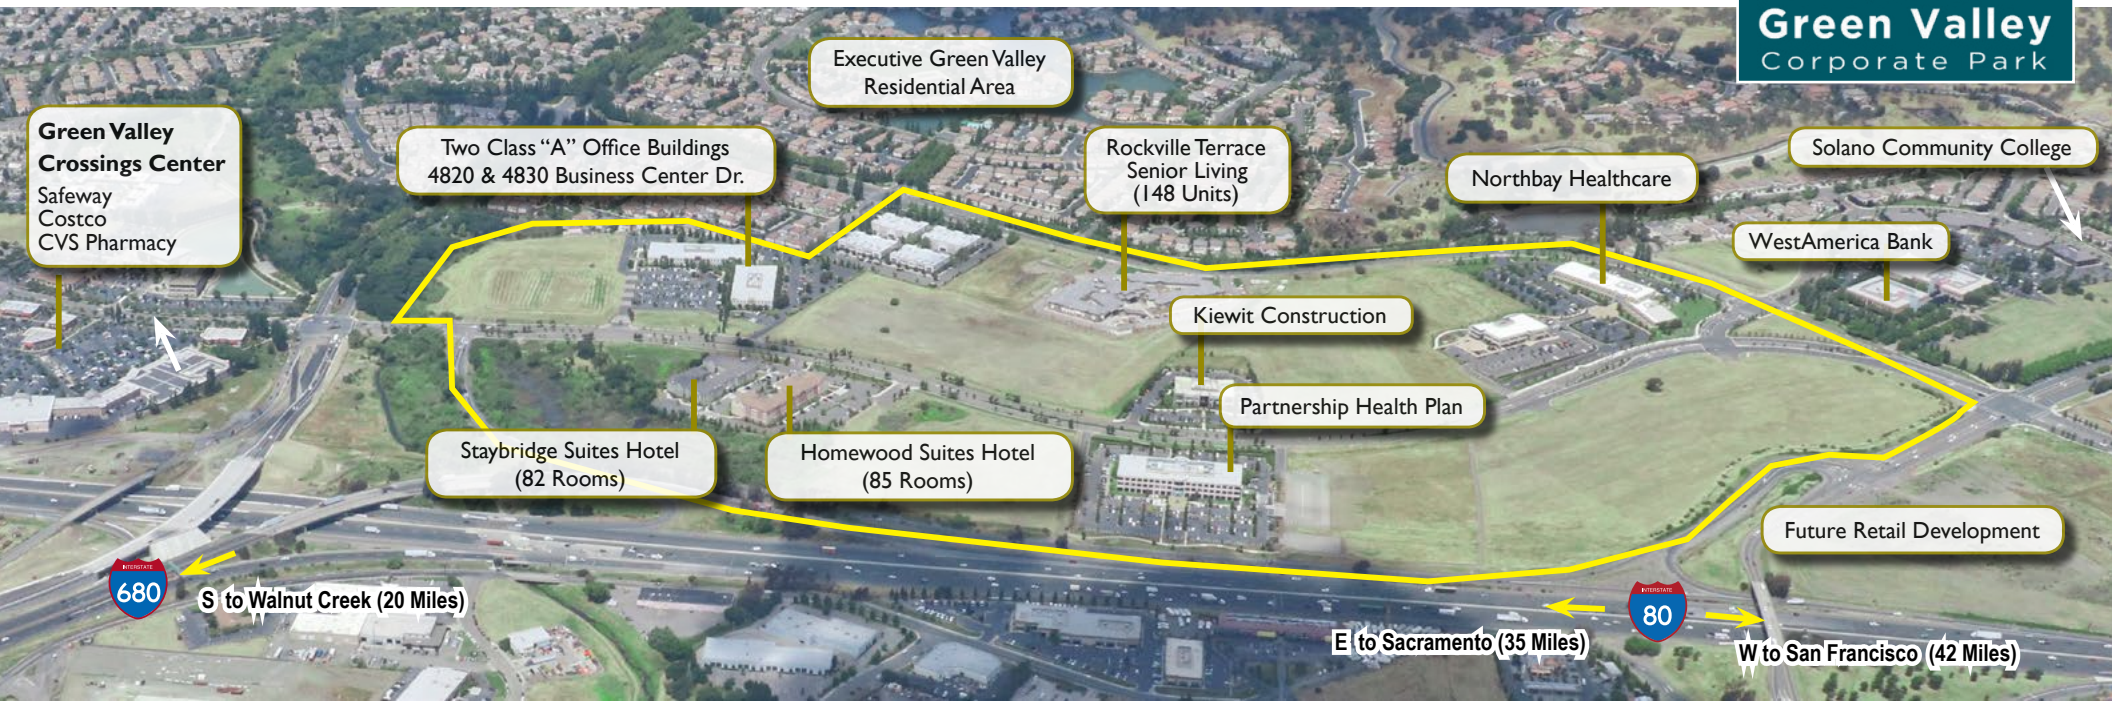 Green Valley
Corporate Park
Executive Green Valley
Residential Area
Green Valley
Crossings Center
Safeway
Costco
CVS Pharmacy
Two Class “A” Office Buildings
4820 & 4830 Business Center Dr.
Rockville Terrace
Senior Living
(148 Units)
Northbay Healthcare
Solano Community College
WestAmerica Bank
Kiewit Construction
Partnership Health Plan
Staybridge Suites Hotel
(82 Rooms)
Homewood Suites Hotel
(85 Rooms)
Future Retail Development
INTERSTATE
680
S to Walnut Creek (20 Miles)
INTERSTATE
80
E to Sacramento (35 Miles)
W to San Francisco (42 Miles)